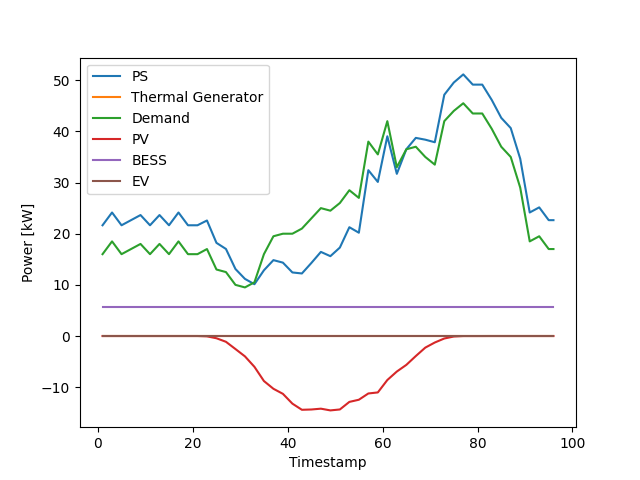 PS
Thermal Generator
Demand
PV
BESS
EV
Power [kW]
50
40
30
20
10
0
−10
0 20 40 60 80 100
Timestamp